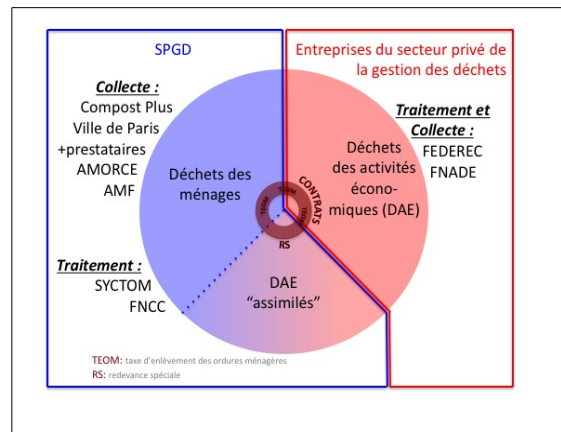 SPGD
Entreprises du secteur privé de
la gestion des déchets
Collecte :
Compost Plus
Ville de Paris
+prestataires
AMORCE
AMF
Traitement et
Collecte :
FEDEREC
FNADE
Déchets des
ménages
Déchets
des activités
écono-
miques (DAE)
TEOM
TEOM
TEOM
CONTRATS
RS
Traitement :
SYCTOM
FNCC
DAE
“assimilés”
TEOM: taxe d’enlèvement des ordures ménagères
RS: redevance spéciale